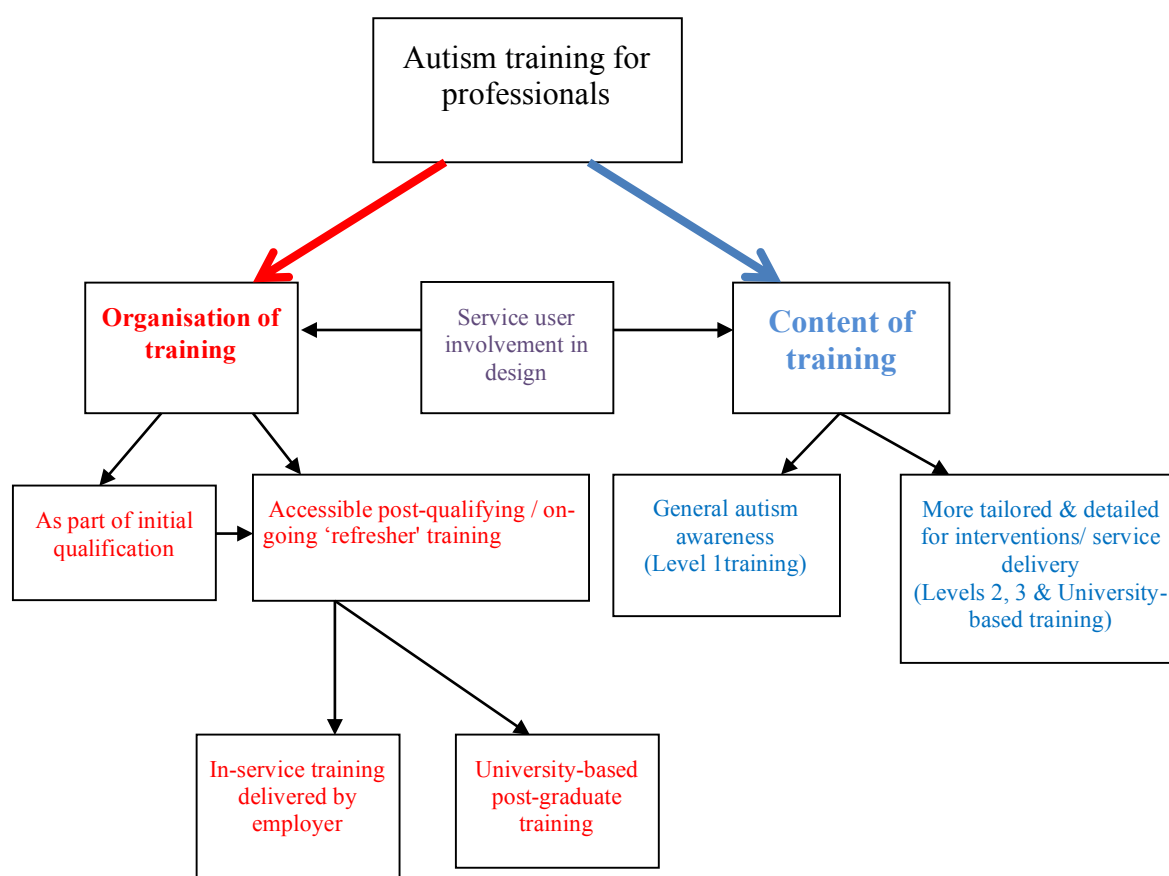 Autism training for
professionals
Organisation of
training
Service user
involvement in
design
Content of
training
As part of initial
qualification
Accessible post-qualifying / on-
going ‘refresher' training
General autism
awareness
(Level 1training)
More tailored & detailed
for interventions/ service
delivery
(Levels 2, 3 & University-
based training)
In-service training
delivered by
employer
University-based
post-graduate
training